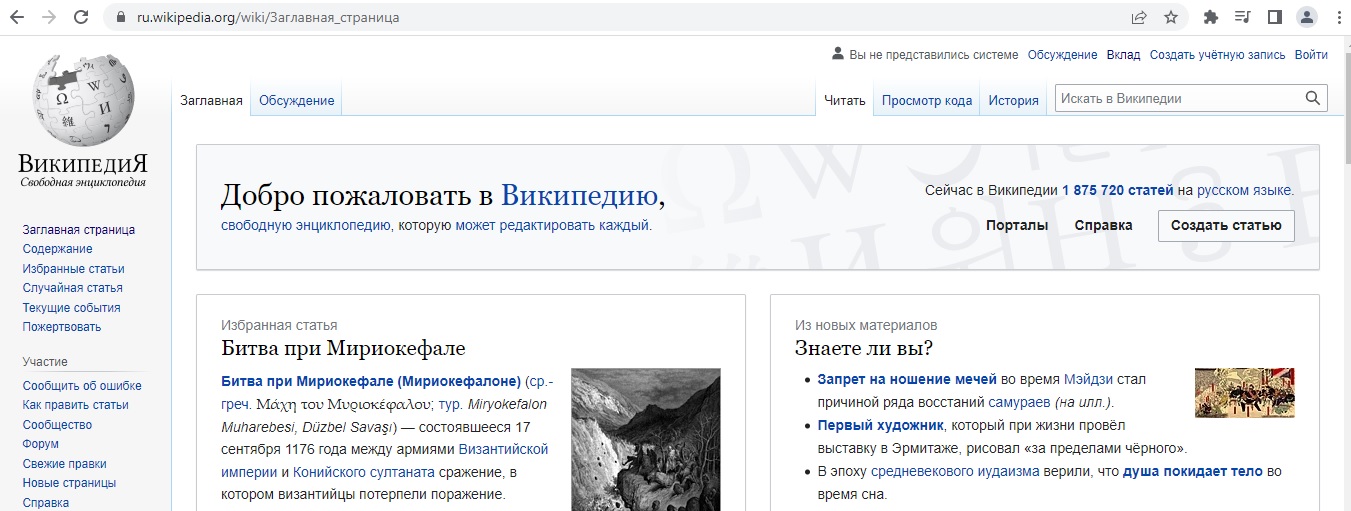 ru.wikipedia.org/wiki/Заглавная_страница
Вы не представились системе Обсуждение Вклад Создать учётную запись Войти
Заглавная Обсуждение Читать Просмотр кода История Искать в Википедии
Ω W И 維
ВикипедиЯ
Свободная энциклопедия
Заглавная страница
Содержание
Избранные статьи
Случайная статья
Текущие события
Пожертвовать
Участие
Сообщить об ошибке
Как править статьи
Сообщество
Форум
Свежие правки
Новые страницы
Справка
Добро пожаловать в Википедию,
свободную энциклопедию, которую может редактировать каждый.
Сейчас в Википедии 1 875 720 статей на русском языке.
Порталы Справка Создать статью
Избранная статья
Битва при Мириокефале
Битва при Мириокефале (Мириокефалоне) (ср.-
греч. Μάχη του Μυριοκέφαλου; тур. Miryokefalon
Muharebesi, Düzbel Savaşı) — состоявшееся 17
сентября 1176 года между армиями Византийской
империи и Конийского султаната сражение, в
котором византийцы потерпели поражение.
Из новых материалов
Знаете ли вы?
• Запрет на ношение мечей во время Мэйдзи стал
причиной ряда восстаний самураев (на илл.).
• Первый художник, который при жизни провёл
выставку в Эрмитаже, рисовал «за пределами чёрного».
• В эпоху средневекового иудаизма верили, что душа покидает тело во
время сна.